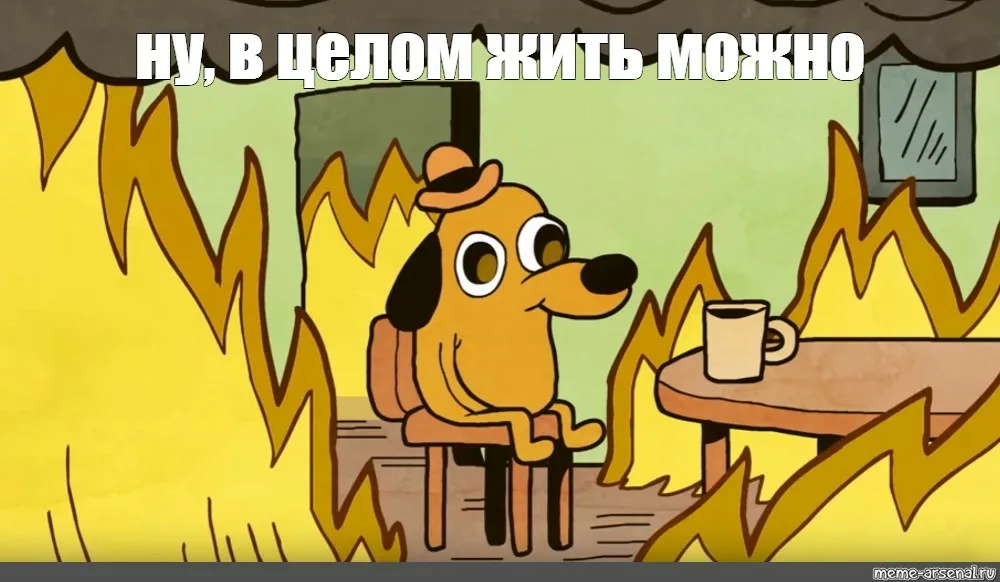 ну, в целом жить можно
meme-arsenal.ru